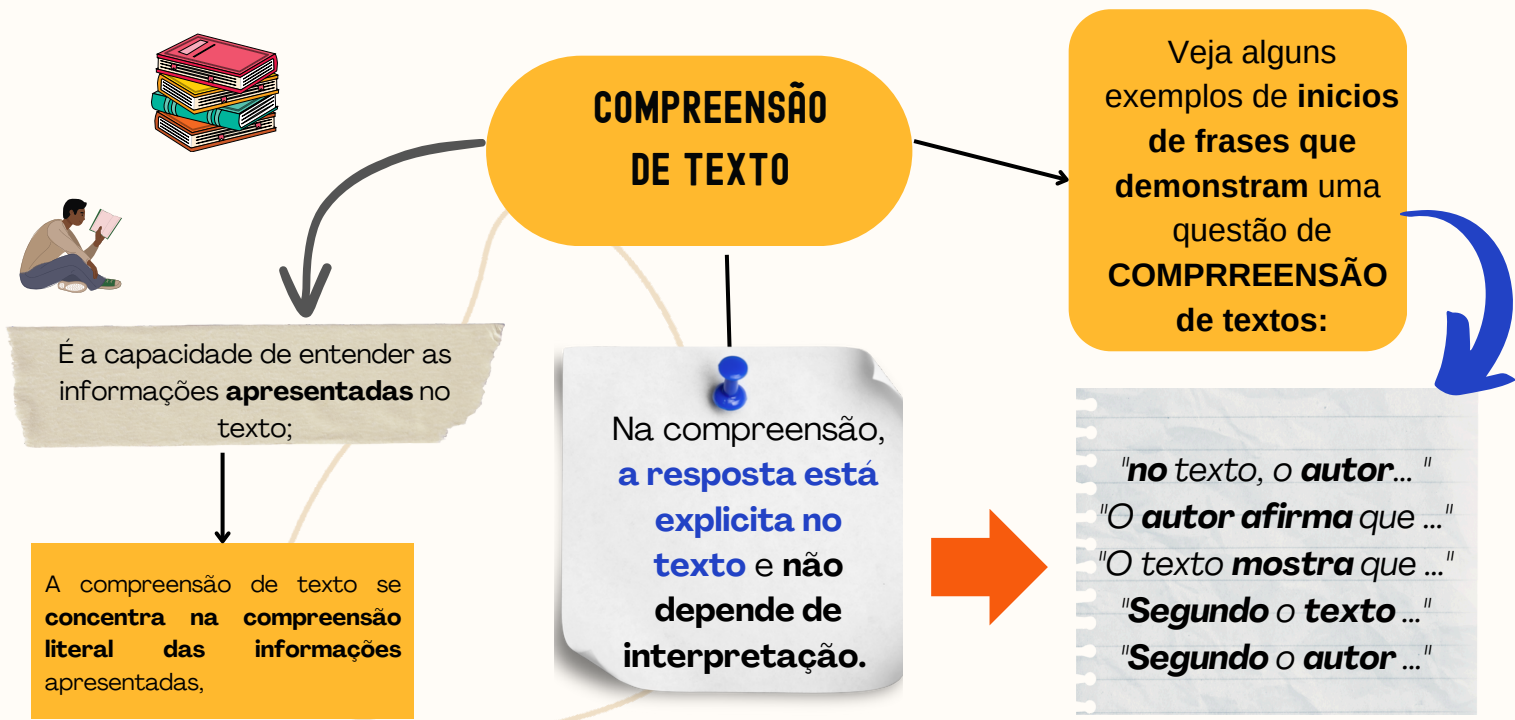 COMPREENSÃO
DE TEXTO
É a capacidade de entender as
informações apresentadas no
texto;
A compreensão de texto se
concentra na compreensão
literal das informações
apresentadas,
Na compreensão,
a resposta está
explicita no
texto e não
depende de
interpretação.
Veja alguns
exemplos de inicios
de frases que
demonstram uma
questão de
COMPRREENSÃO
de textos:
"no texto, o autor... "
"O autor afirma que ..."
"O texto mostra que ..."
"Segundo o texto ..."
"Segundo o autor ..."